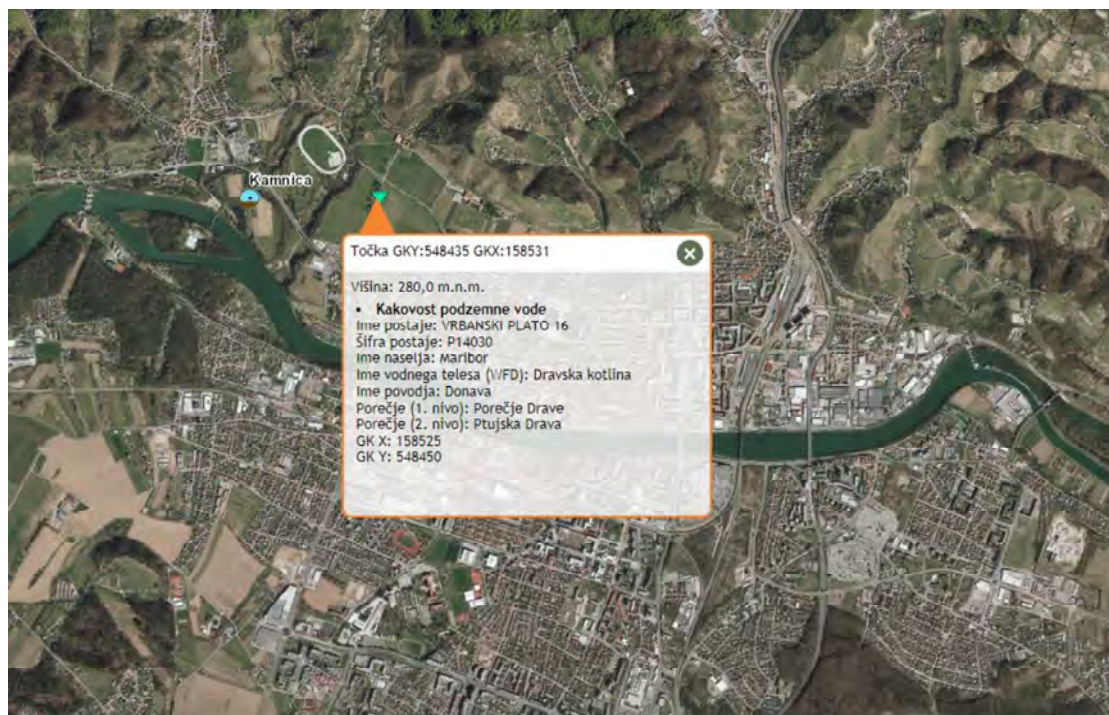 Kamnica
Točka GKY:548435 GKX:158531
Višina: 280,0 m.n.m.
• Kakovost podzemne vode
Ime postaje: VRBANSKI PLATO 16
Šifra postaje: P14030
Ime naselja: Maribor
Ime vodnega telesa (VFD): Dravska kotlina
Ime povodja: Donava
Porečje (1. nivo): Porečje Drave
Porečje (2. nivo): Ptujska Drava
GK X: 158525
GK Y: 548450